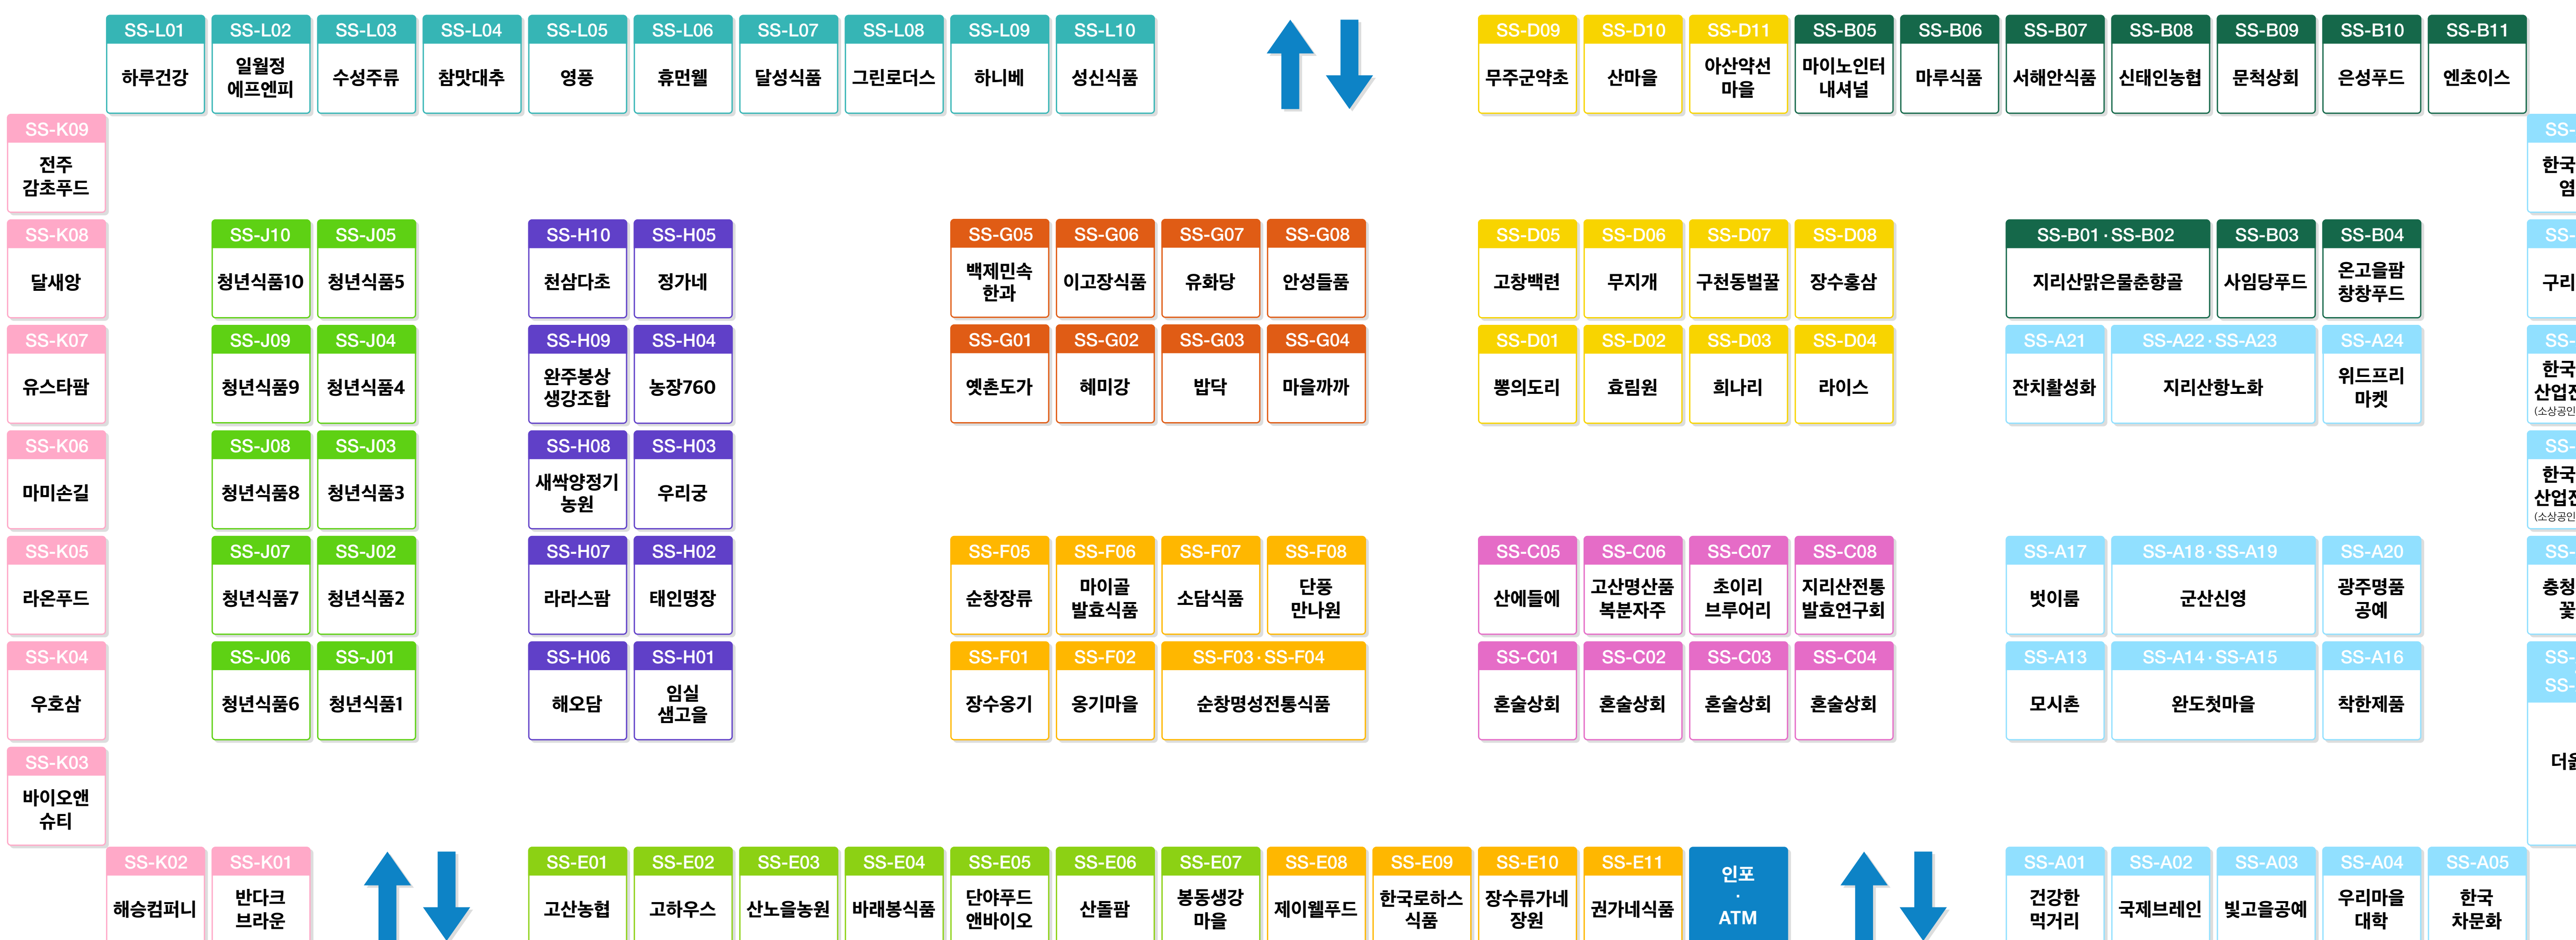 SS-L01
하루건강
SS-L02
일월정
에프엔피
SS-L03
수성주류
SS-L04
참맛대추
SS-L05
영풍
SS-L06
휴먼웰
SS-L07
달성식품
SS-L08
그린로더스
SS-L09
하니베
SS-L10
성신식품
SS-D09
무주군약초
SS-D10
산마을
SS-D11
아산약선
마을
SS-B05
마이노인터
내셔널
SS-B06
마루식품
SS-B07
서해안식품
SS-B08
신태인농협
SS-B09
문척상회
SS-B10
은성푸드
SS-B11
엔초이스
SS-K09
전주
감초푸드
SS-
한국
염
SS-K08
달새앙
SS-J10
청년식품10
SS-J05
청년식품5
SS-H10
천삼다초
SS-H05
정가네
SS-G05
백제민속
한과
SS-G06
이고장식품
SS-G07
유화당
SS-G08
안성들품
SS-D05
고창백련
SS-D06
무지개
SS-D07
구천동벌꿀
SS-D08
장수홍삼
SS-B01 · SS-B02
지리산맑은물춘향골
SS-B03
사임당푸드
SS-B04
온고을팜
창창푸드
SS-
구리
SS-K07
유스타팜
SS-J09
청년식품9
SS-J04
청년식품4
SS-H09
완주봉상
생강조합
SS-H04
농장760
SS-G01
옛촌도가
SS-G02
혜미강
SS-G03
밥닥
SS-G04
마을까까
SS-D01
뽕의도리
SS-D02
효림원
SS-D03
희나리
SS-D04
라이스
SS-A21
잔치활성화
SS-A22 · SS-A23
지리산항노화
SS-A24
위드프리
마켓
SS-
한국
산업진
(소상공인
SS-K06
마미손길
SS-J08
청년식품8
SS-J03
청년식품3
SS-H08
새싹양정기
농원
SS-H03
우리궁
SS-
한국
산업진
(소상공인
SS-K05
라온푸드
SS-J07
청년식품7
SS-J02
청년식품2
SS-H07
라라스팜
SS-H02
태인명장
SS-F05
순창장류
SS-F06
마이골
발효식품
SS-F07
소담식품
SS-F08
단풍
만나원
SS-C05
산에들에
SS-C06
고산명산품
복분자주
SS-C07
초이리
브루어리
SS-C08
지리산전통
발효연구회
SS-A17
벗이룸
SS-A18 · SS-A19
군산신영
SS-A20
광주명품
공예
SS-
충청
꽃
SS-K04
우호삼
SS-J06
청년식품6
SS-J01
청년식품1
SS-H06
해오담
SS-H01
임실
샘고을
SS-F01
장수옹기
SS-F02
옹기마을
SS-F03 · SS-F04
순창명성전통식품
SS-C01
혼술상회
SS-C02
혼술상회
SS-C03
혼술상회
SS-C04
혼술상회
SS-A13
모시촌
SS-A14 · SS-A15
완도첫마을
SS-A16
착한제품
SS-
SS-
SS-K03
바이오앤
슈티
SS-K02
해승컴퍼니
SS-K01
반다크
브라운
SS-E01
고산농협
SS-E02
고하우스
SS-E03
산노을농원
SS-E04
바래봉식품
SS-E05
단아푸드
앤바이오
SS-E06
산돌팜
SS-E07
봉동생강
마을
SS-E08
제이웰푸드
SS-E09
한국로하스
식품
SS-E10
장수류가네
장원
SS-E11
권가네식품
인포
·
ATM
SS-A01
건강한
먹거리
SS-A02
국제브레인
SS-A03
빛고을공예
SS-A04
우리마을
대학
SS-A05
한국
차문화